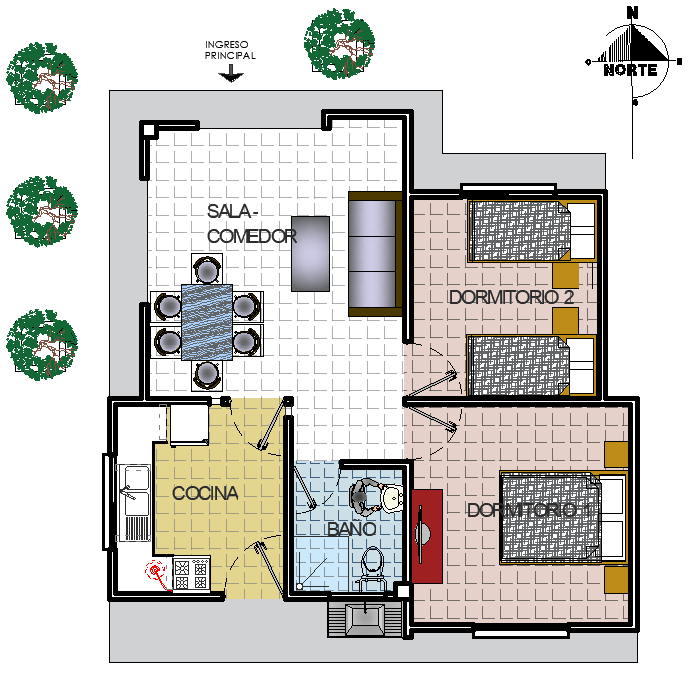 N
INGRESO
PRINCIPAL
NORTE
SALA -
COMEDOR
DORMITORIO 2
COCINA
DORMITORIO 1
BAÑO